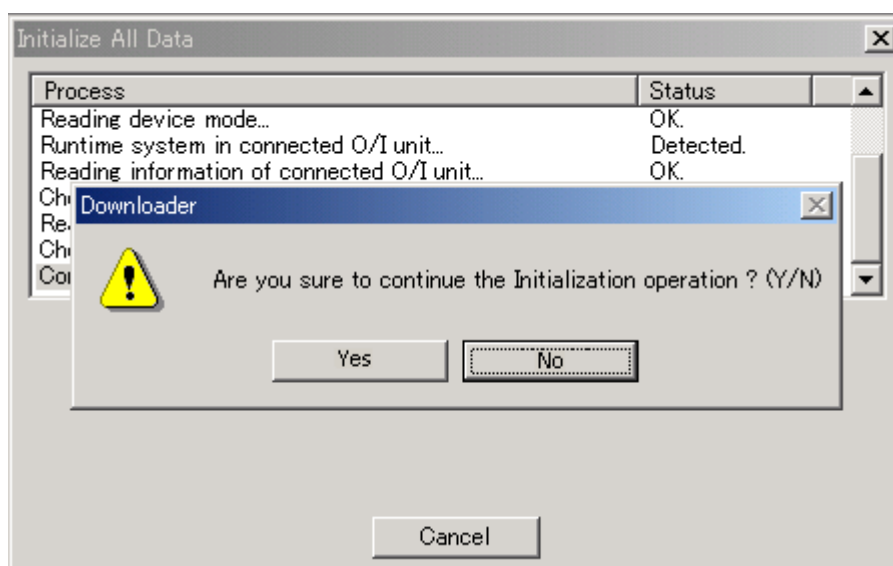 Initialize All Data
Process Status
Reading device mode... OK.
Runtime system in connected O/I unit... Detected.
Reading information of connected O/I unit... OK.
Downloader
Are you sure to continue the Initialization operation ? (Y/N)
Yes No
Cancel